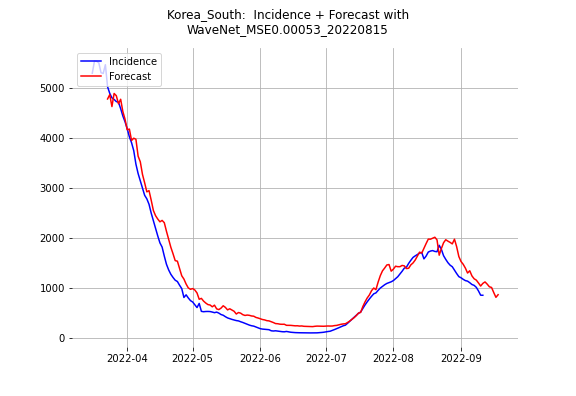 Korea_South:  Incidence + Forecast with
WaveNet_MSE0.00053_20220815
Incidence
Forecast
5000
4000
3000
2000
1000
0
2022-04 2022-05 2022-06 2022-07 2022-08 2022-09